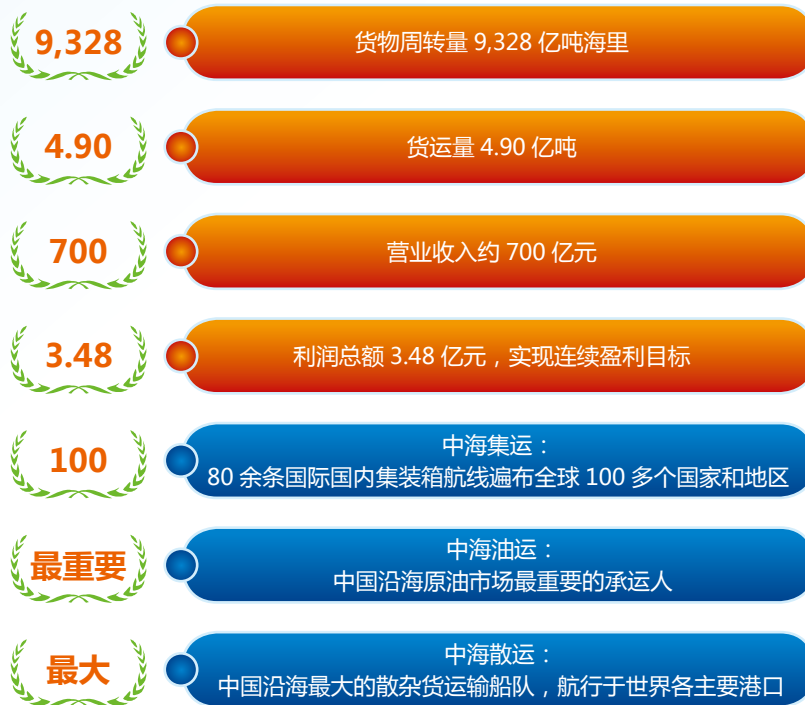 9,328
货物周转量 9,328 亿吨海里
4.90
货运量 4.90 亿吨
700
营业收入约 700 亿元
3.48
利润总额 3.48 亿元，实现连续盈利目标
100
中海集运：
80 余条国际国内集装箱航线遍布全球 100 多个国家和地区
最重要
中海油运：
中国沿海原油市场最重要的承运人
最大
中海散运：
中国沿海最大的散杂货运输船队，航行于世界各主要港口